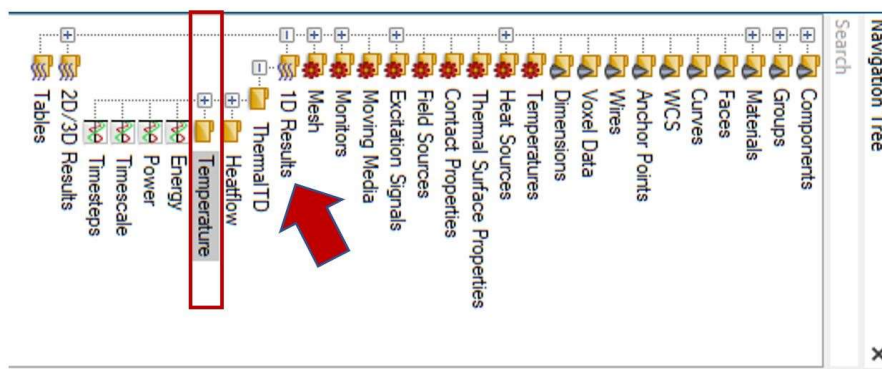 Navigation Tree
Search
Components
Groups
Materials
Faces
Curves
WCS
Anchor Points
Wires
Voxel Data
Dimensions
Temperatures
Heat Sources
Thermal Surface Properties
Contact Properties
Field Sources
Excitation Signals
Moving Media
Monitors
Mesh
1D Results
ThermalTD
Heatflow
Temperature
Energy
Power
Timescale
Timesteps
2D/3D Results
Tables